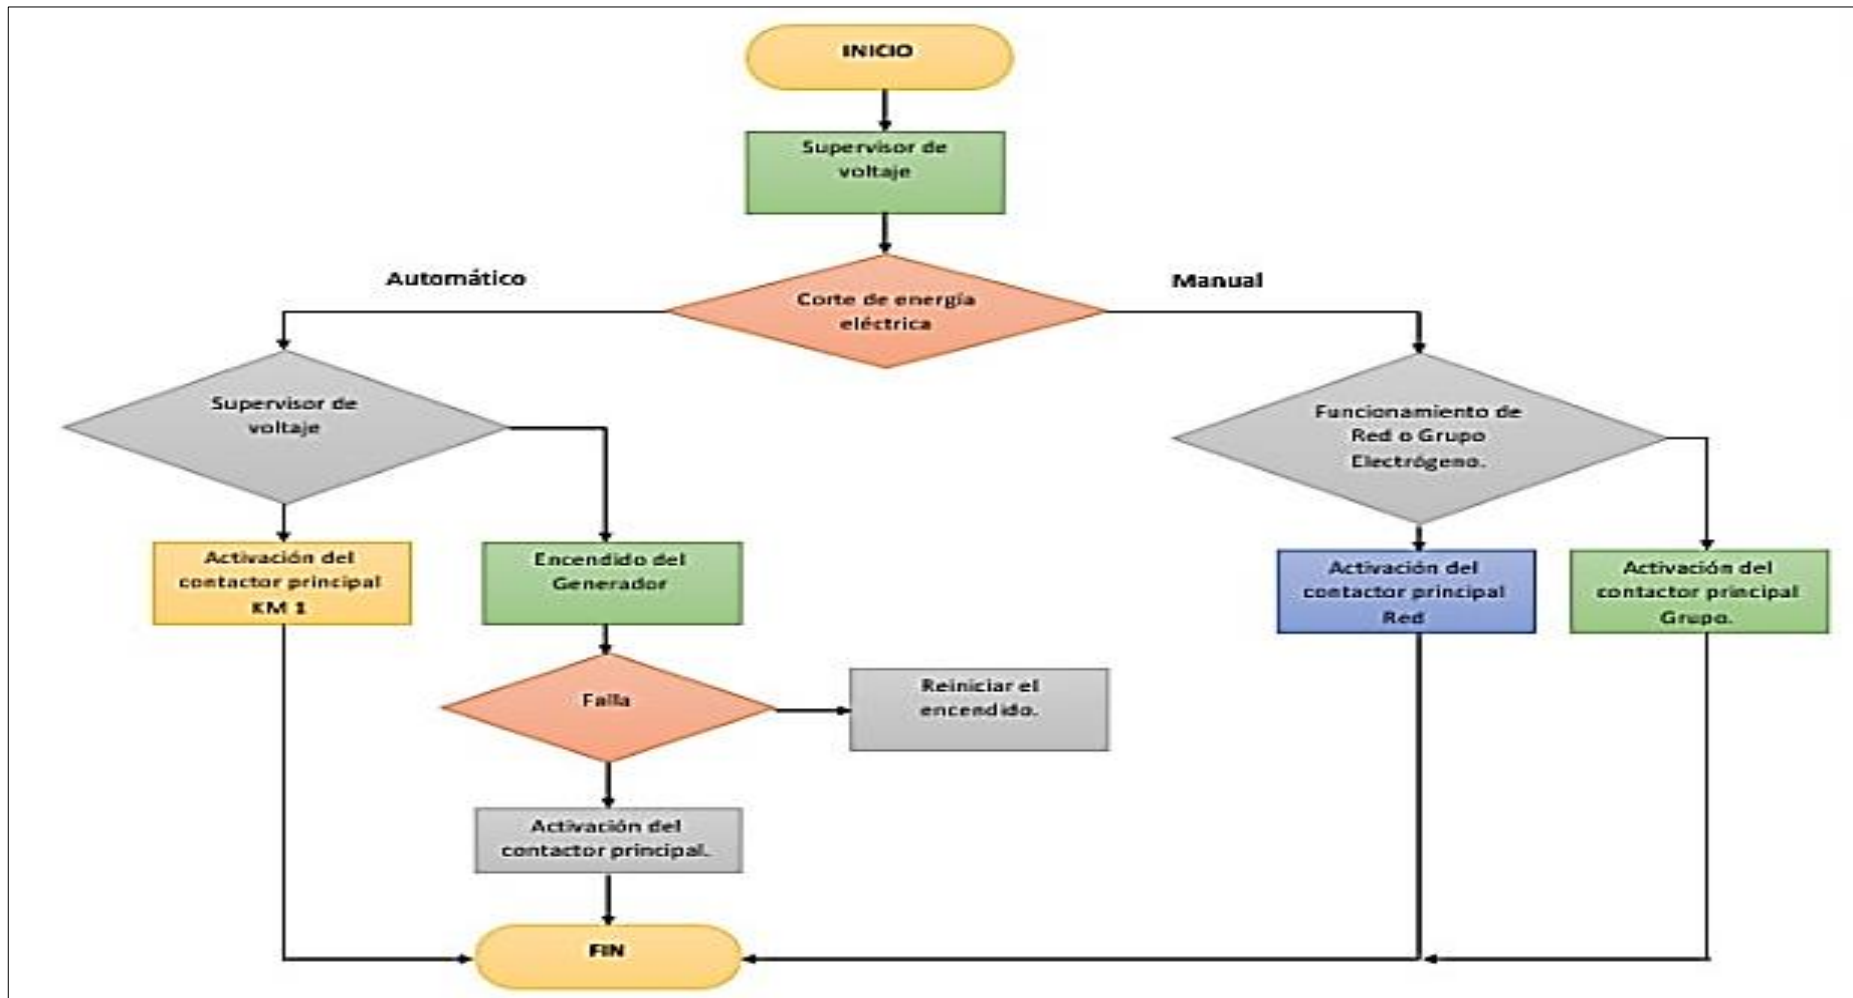 INICIO
Supervisor de
voltaje
Automático
Manual
Corte de energía
eléctrica
Supervisor de
voltaje
Funcionamiento de
Red o Grupo
Electrógeno.
Activación del
contactor principal
KM 1
Encendido del
Generador
Activación del
contactor principal
Red
Activación del
contactor principal
Grupo.
Falla
Reiniciar el
encendido.
Activación del
contactor principal.
FIN